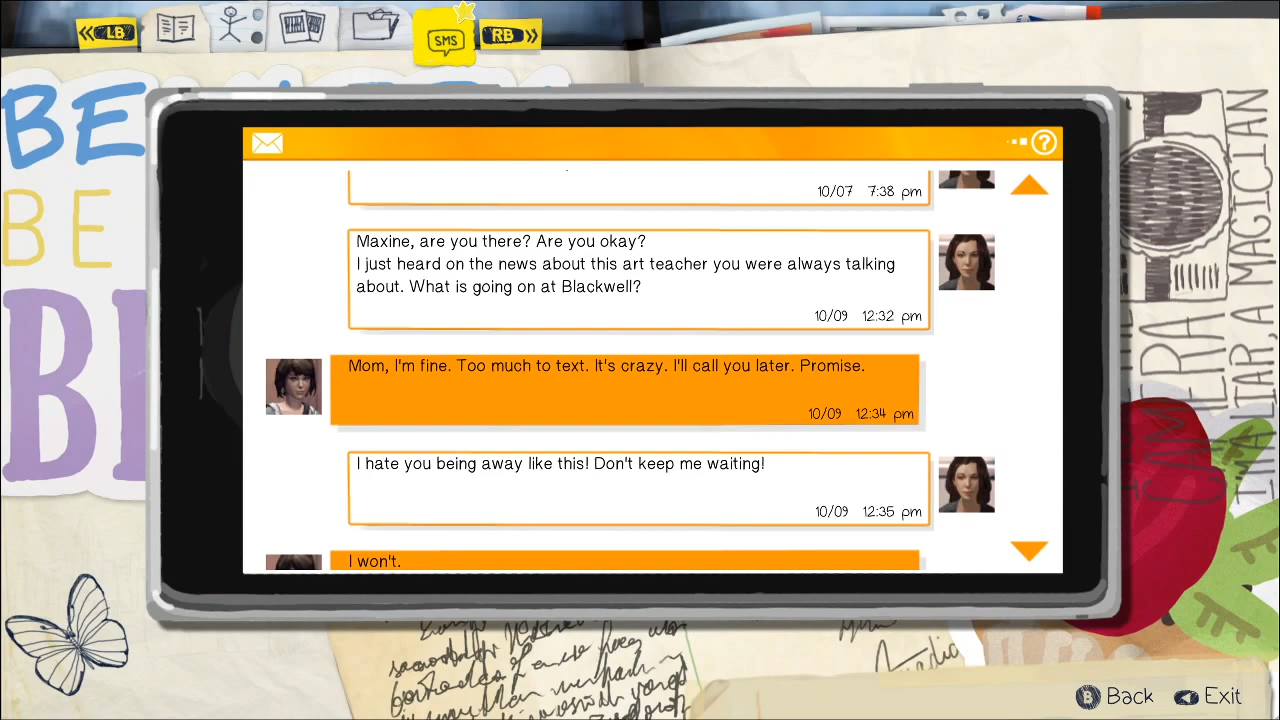 LB
SMS
RB
BE
BE
10/07 7:38 pm
Maxine, are you there? Are you okay?
I just heard on the news about this art teacher you were always talking
about. What is going on at Blackwell?
10/09 12:32 pm
Mom, I'm fine. Too much to text. It's crazy. I'll call you later. Promise.
10/09 12:34 pm
I hate you being away like this! Don't keep me waiting!
10/09 12:35 pm
I won't.
I'M A LIAR, A MAGICIAN
B Back
Exit